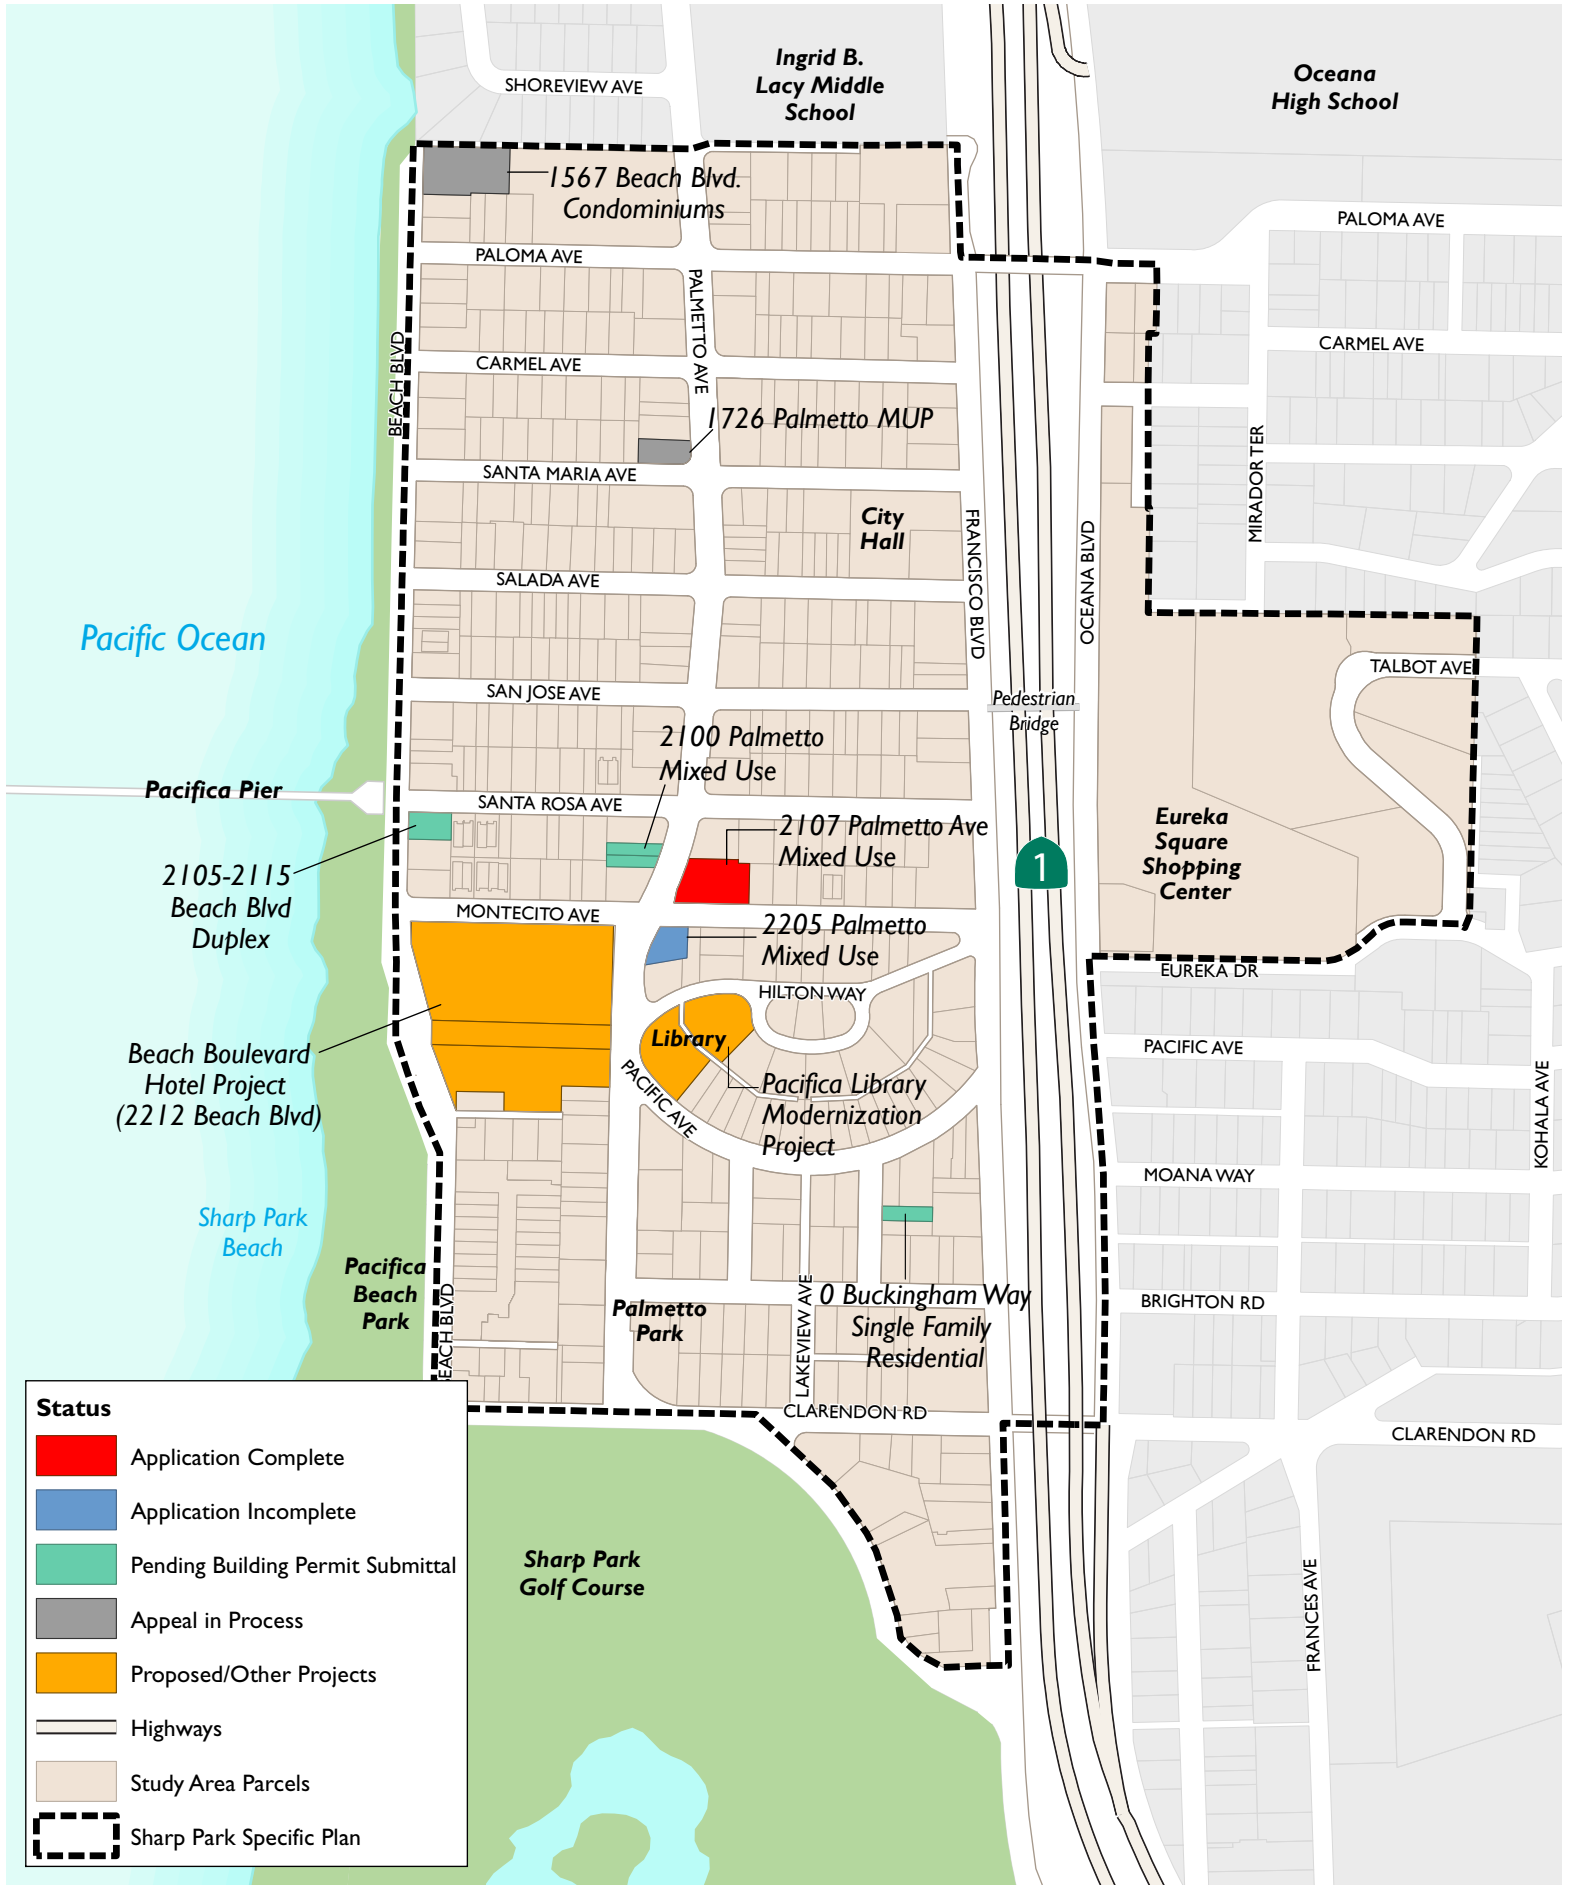 Ingrid B.
Lacy Middle
School
Oceana
High School
SHOREVIEW AVE
1567 Beach Blvd.
Condominiums
PALOMA AVE
PALOMA AVE
PALMETTO AVE
BEACH BLVD
CARMEL AVE
CARMEL AVE
1726 Palmetto MUP
SANTA MARIA AVE
MIRADOR TER
City
Hall
FRANCISCO BLVD
OCEANA BLVD
SALADA AVE
Pacific Ocean
TALBOT AVE
SAN JOSE AVE
Pedestrian
Bridge
2100 Palmetto
Mixed Use
Pacifica Pier
SANTA ROSA AVE
2107 Palmetto Ave
Mixed Use
Eureka
Square
Shopping
Center
1
2105-2115
Beach Blvd
Duplex
MONTECITO AVE
2205 Palmetto
Mixed Use
EUREKA DR
HILTON WAY
Library
Beach Boulevard
Hotel Project
(2212 Beach Blvd)
PACIFIC AVE
PACIFIC AVE
Pacifica Library
Modernization
Project
KOHALA AVE
MOANA WAY
Sharp Park
Beach
Pacifica
Beach
Park
BEACH BLVD
Palmetto
Park
LAKEVIEW AVE
0 Buckingham Way
Single Family
Residential
BRIGHTON RD
CLARENDON RD
CLARENDON RD
Sharp Park
Golf Course
FRANCES AVE
Status
Application Complete
Application Incomplete
Pending Building Permit Submittal
Appeal in Process
Proposed/Other Projects
Highways
Study Area Parcels
Sharp Park Specific Plan